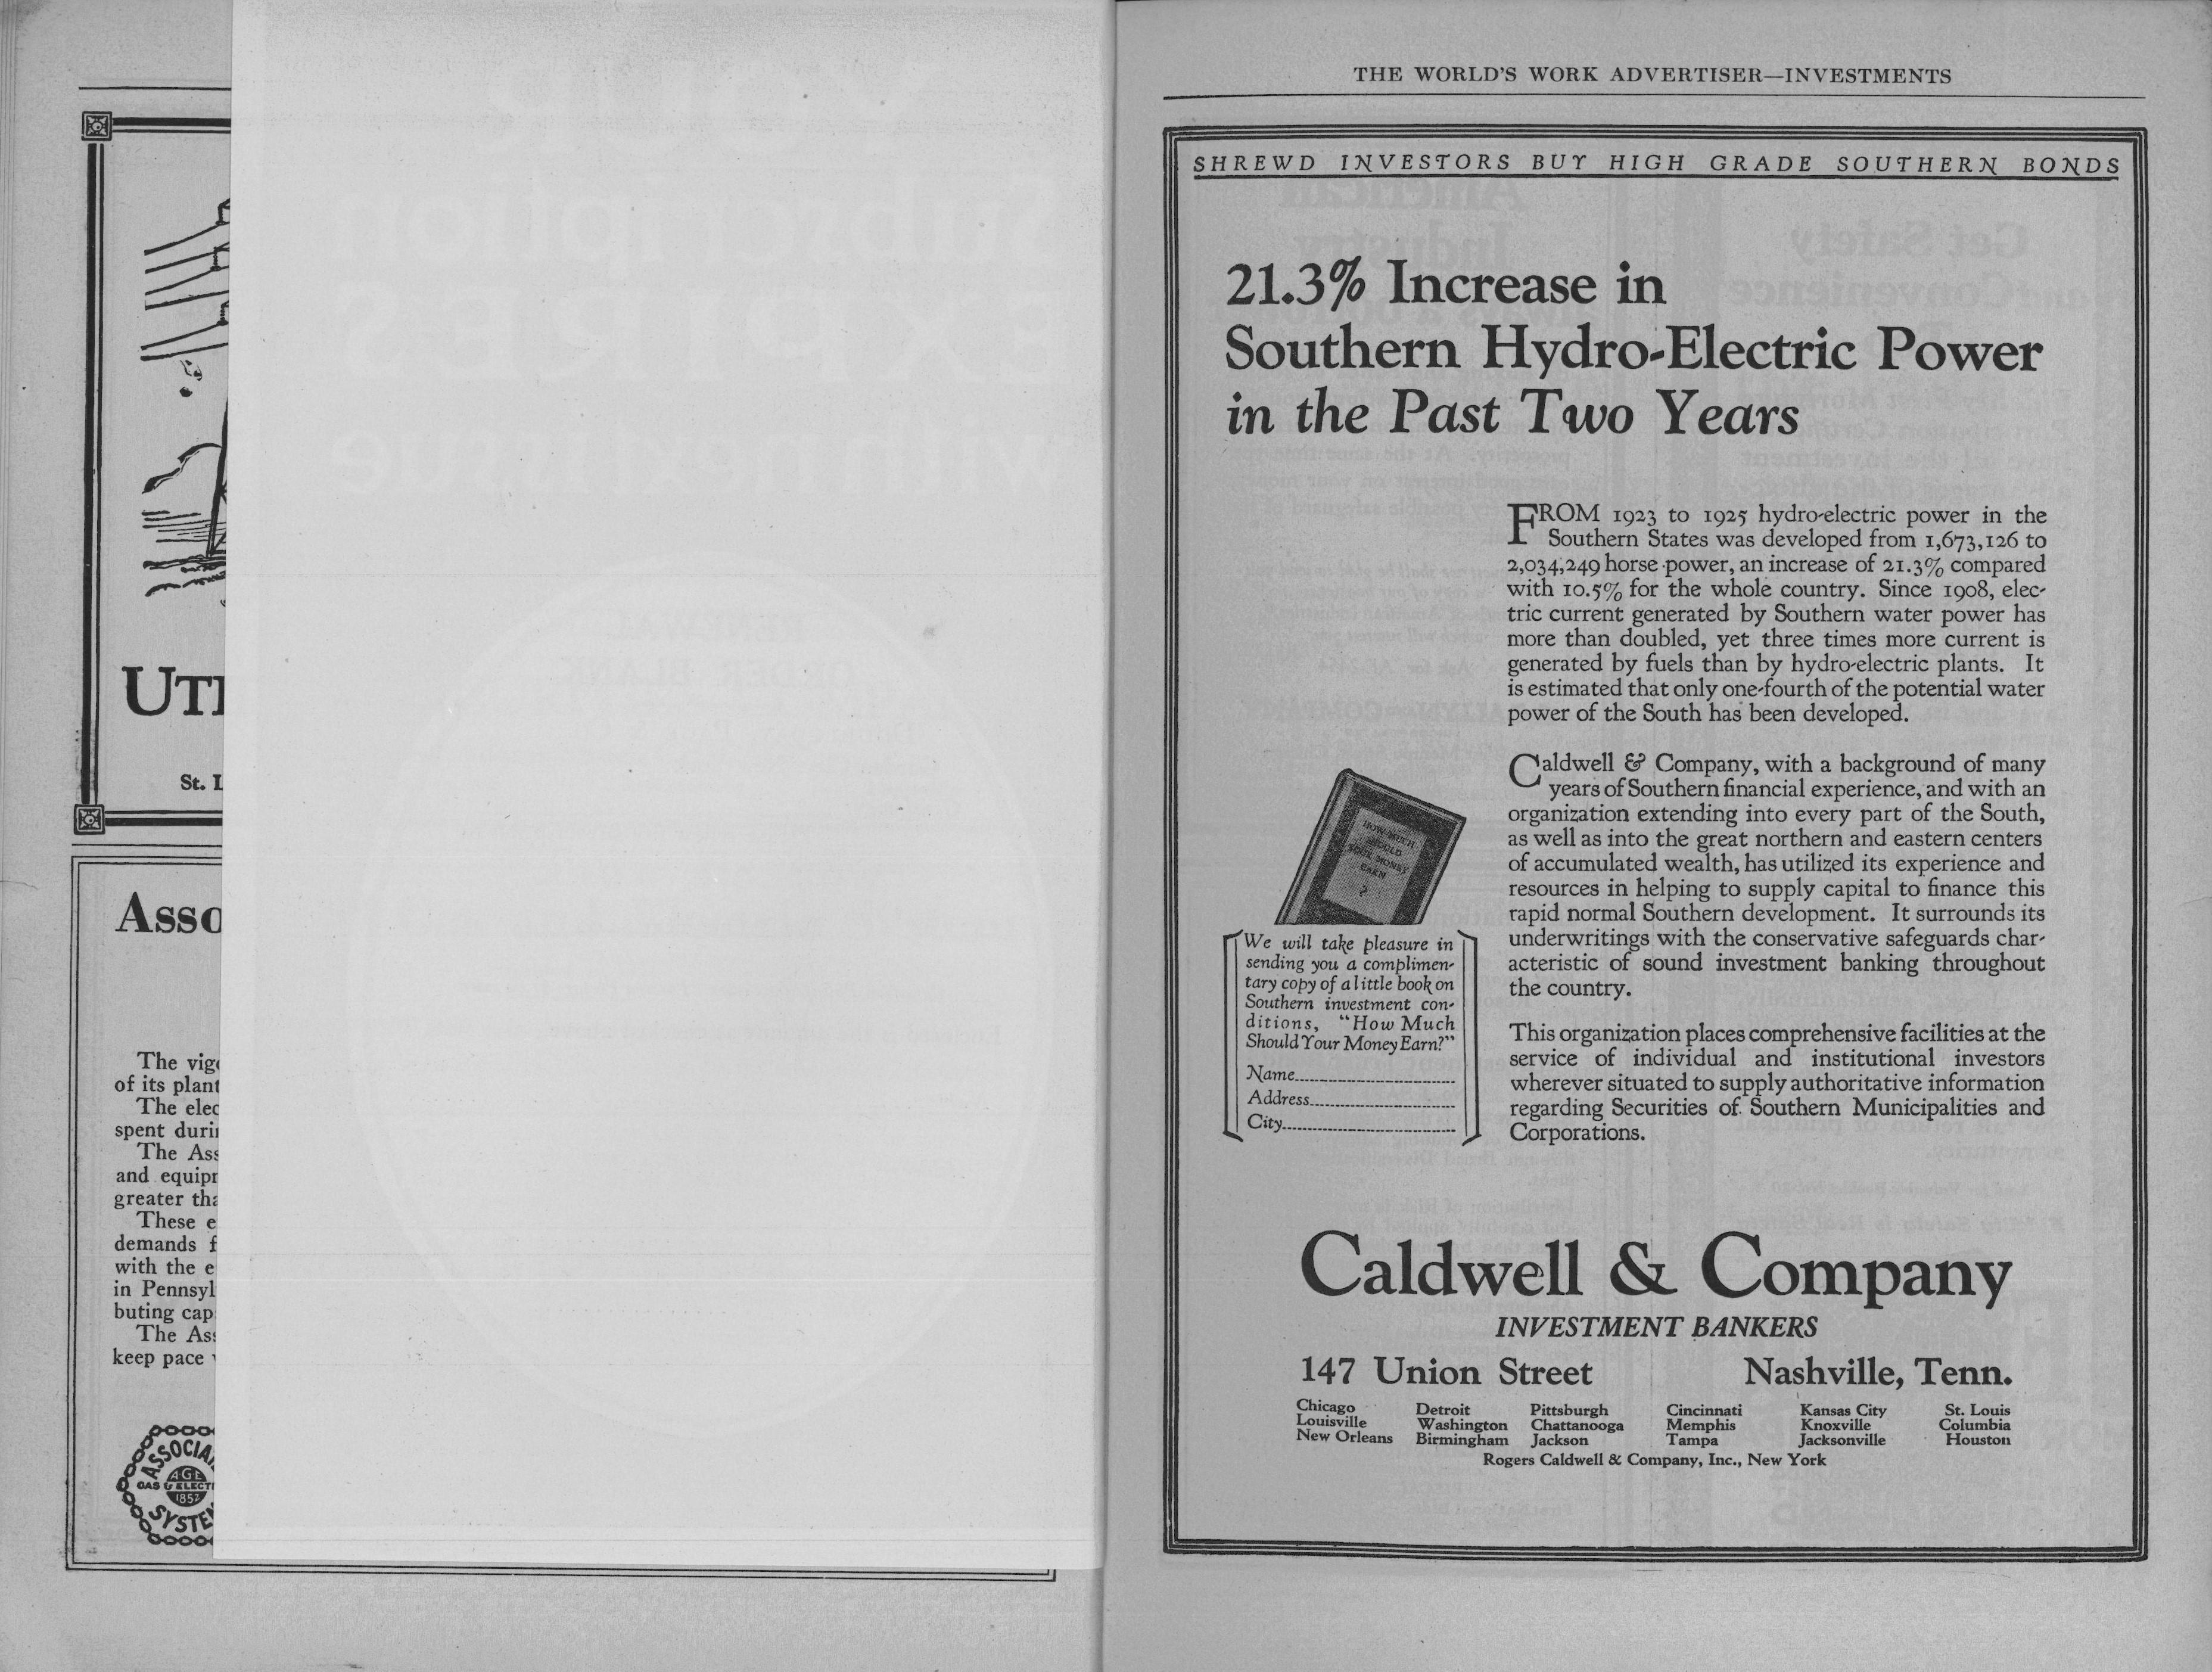 UTI
St. L
Asso
The vig
of its plant
The elec
spent duri
The Ass
and equip
greater tha
These e
demands f
with the e
in Pennsyl
buting cap
The Ass
keep pace
ASSOCIA
AGE
GAS & ELECT
1852
SYSTE
THE WORLD'S WORK ADVERTISER—INVESTMENTS
SHREWD INVESTORS BUY HIGH GRADE SOUTHERN BONDS
21.3% Increase in
Southern Hydro-Electric Power
in the Past Two Years
FROM 1923 to 1925 hydro-electric power in the
Southern States was developed from 1,673,126 to
2,034,249 horse power, an increase of 21.3% compared
with 10.5% for the whole country. Since 1908, elec-
tric current generated by Southern water power has
more than doubled, yet three times more current is
generated by fuels than by hydro-electric plants. It
is estimated that only one-fourth of the potential water
power of the South has been developed.
Caldwell & Company, with a background of many
years of Southern financial experience, and with an
organization extending into every part of the South,
as well as into the great northern and eastern centers
of accumulated wealth, has utilized its experience and
resources in helping to supply capital to finance this
rapid normal Southern development. It surrounds its
underwritings with the conservative safeguards char-
acteristic of sound investment banking throughout
the country.
This organization places comprehensive facilities at the
service of individual and institutional investors
wherever situated to supply authoritative information
regarding Securities of Southern Municipalities and
Corporations.
HOW MUCH
SHOULD
YOUR MONEY
EARN
?
We will take pleasure in
sending you a complimen-
tary copy of a little book on
Southern investment con-
ditions, "How Much
Should Your Money Earn?"
Name
Address
City
Caldwell & Company
INVESTMENT BANKERS
147 Union Street Nashville, Tenn.
Chicago Detroit Pittsburgh Cincinnati Kansas City St. Louis
Louisville Washington Chattanooga Memphis Knoxville Columbia
New Orleans Birmingham Jackson Tampa Jacksonville Houston
Rogers Caldwell & Company, Inc., New York